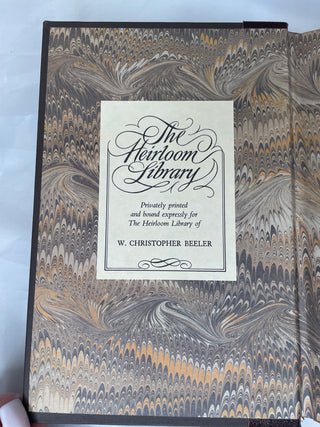 The
Heirloom
Library
Privately printed
and bound expressly for
The Heirloom Library of
W. CHRISTOPHER BEELER